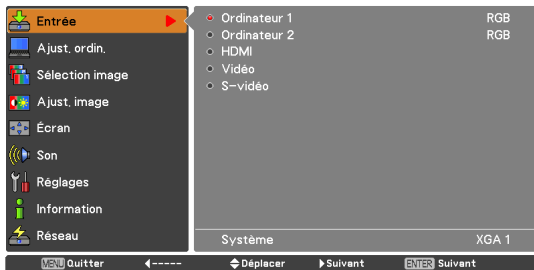 Entrée
Ajust. ordin.
Sélection image
Ajust. image
Écran
Son
Réglages
Information
Réseau
Ordinateur 1 RGB
Ordinateur 2 RGB
HDMI
Vidéo
S-vidéo
Système XGA 1
MENU Quitter ----- Déplacer Suivant ENTER Suivant